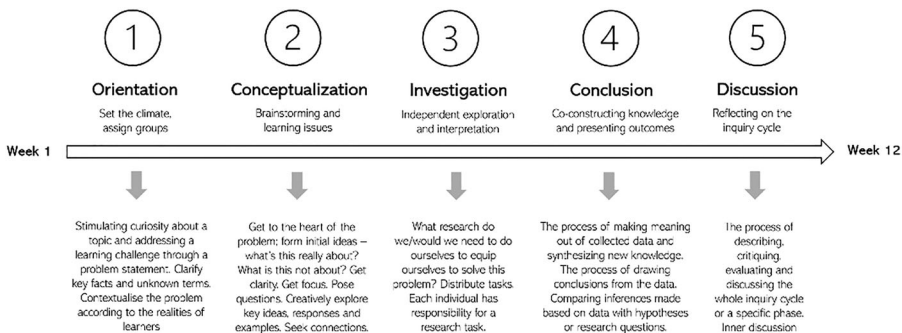 1
2
3
4
5
Orientation
Conceptualization
Investigation
Conclusion
Discussion
Set the climate,
assign groups
Brainstorming and
learning issues
Independent exploration
and interpretation
Co-constructing knowledge
and presenting outcomes
Reflecting on the
inquiry cycle
Week 1
Week 12
Stimulating curiosity about a
topic and addressing a
learning challenge through a
problem statement. Clarify
key facts and unknown terms.
Contextualise the problem
according to the realities of
learners
Get to the heart of the
problem; form initial ideas –
what's this really about?
What is this not about? Get
clarity. Get focus. Pose
questions. Creatively explore
key ideas, responses and
examples. Seek connections.
What research do
we/would we need to do
ourselves to equip
ourselves to solve this
problem? Distribute tasks.
Each individual has
responsibility for a
research task.
The process of making meaning
out of collected data and
synthesizing new knowledge.
The process of drawing
conclusions from the data.
Comparing inferences made
based on data with hypotheses
or research questions.
The process of
describing,
critiquing,
evaluating and
discussing the
whole inquiry cycle
or a specific phase.
Inner discussion